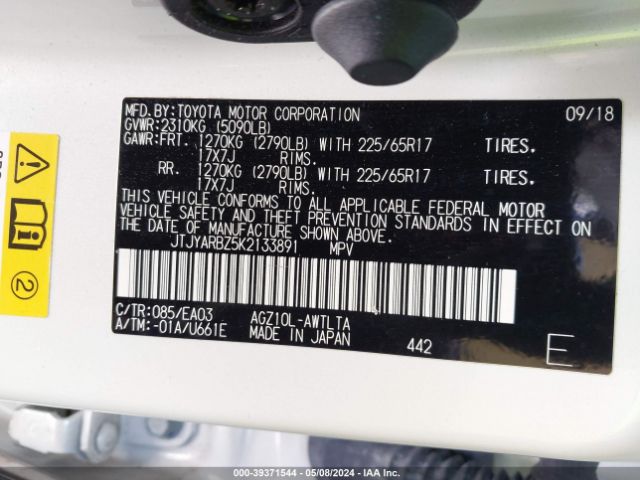 MFD.BY:TOYOTA MOTOR CORPORATION 09/18
GVWR:2310KG (5090LB)
GAWR:FRT. 1270KG (2790LB) WITH 225/65R17 TIRES.
17X7J RIMS.
RR. 1270KG (2790LB) WITH 225/65R17 TIRES.
17X7J RIMS.
THIS VEHICLE CONFORMS TO ALL APPLICABLE FEDERAL MOTOR
VEHICLE SAFETY AND THEFT PREVENTION STANDARDS IN EFFECT ON
THE DATE OF MANUFACTURE SHOWN ABOVE.
JTJYARBZ5K2133891 MPV
C/TR:085/EA03 AGZ10L-AWTLTA
A/TM:-01A/U661E MADE IN JAPAN 442 E
2
000-39371544 - 05/08/2024 - IAA Inc.